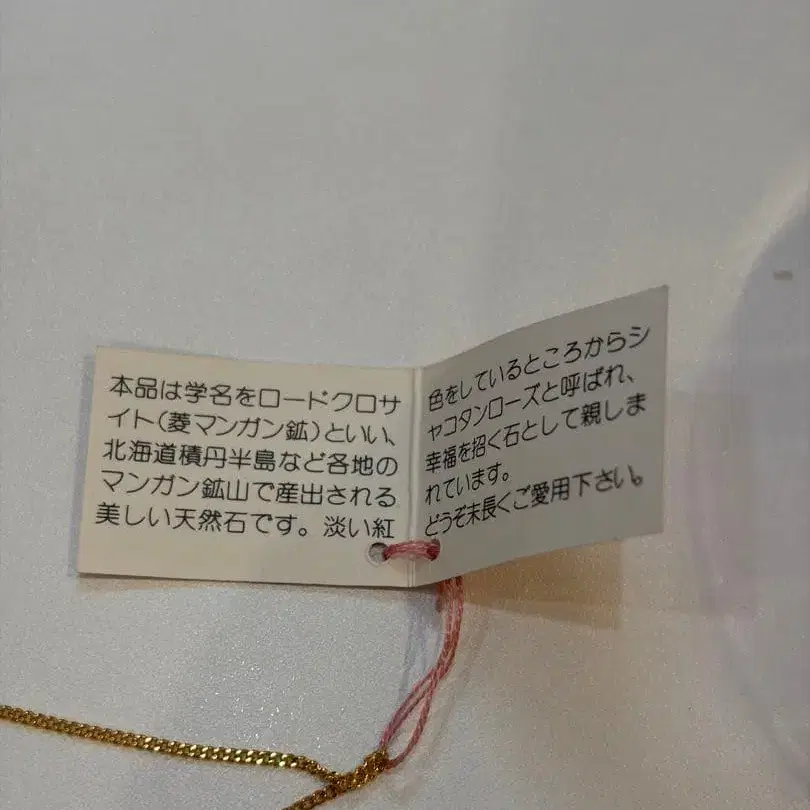 本品は学名をロードクロサ
イト(菱マンガン鉱)といい、
北海道積丹半島など各地の
マンガン鉱山で産出される
美しい天然石です。淡い紅
色をしているところからシ
ャコタンローズと呼ばれ、
幸福を招く石として親しま
れています。
どうぞ末長くご愛用下さい。